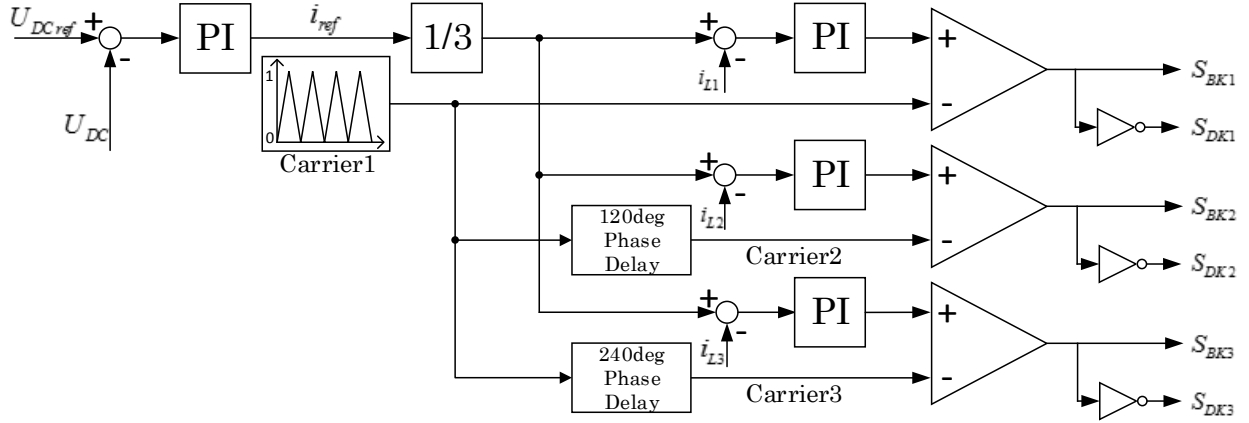 U_DCref + - PI i_ref 1/3 + - PI + S_BK1
i_L1
U_DC
1
0
-
S_DK1
Carrier1
+ - PI + S_BK2
i_L2
120deg
Phase
Delay
-
Carrier2
S_DK2
+ - PI + S_BK3
i_L3
240deg
Phase
Delay
-
Carrier3
S_DK3